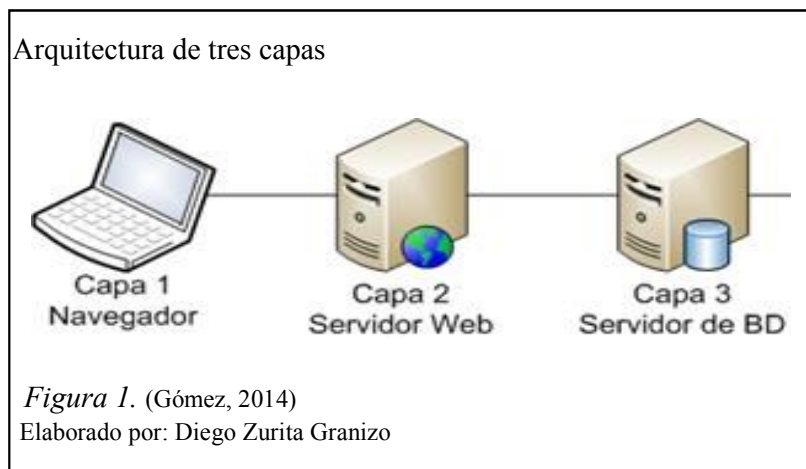 Arquitectura de tres capas
Capa 1
Navegador
Capa 2
Servidor Web
Capa 3
Servidor de BD
Figura 1. (Gómez, 2014)
Elaborado por: Diego Zurita Granizo